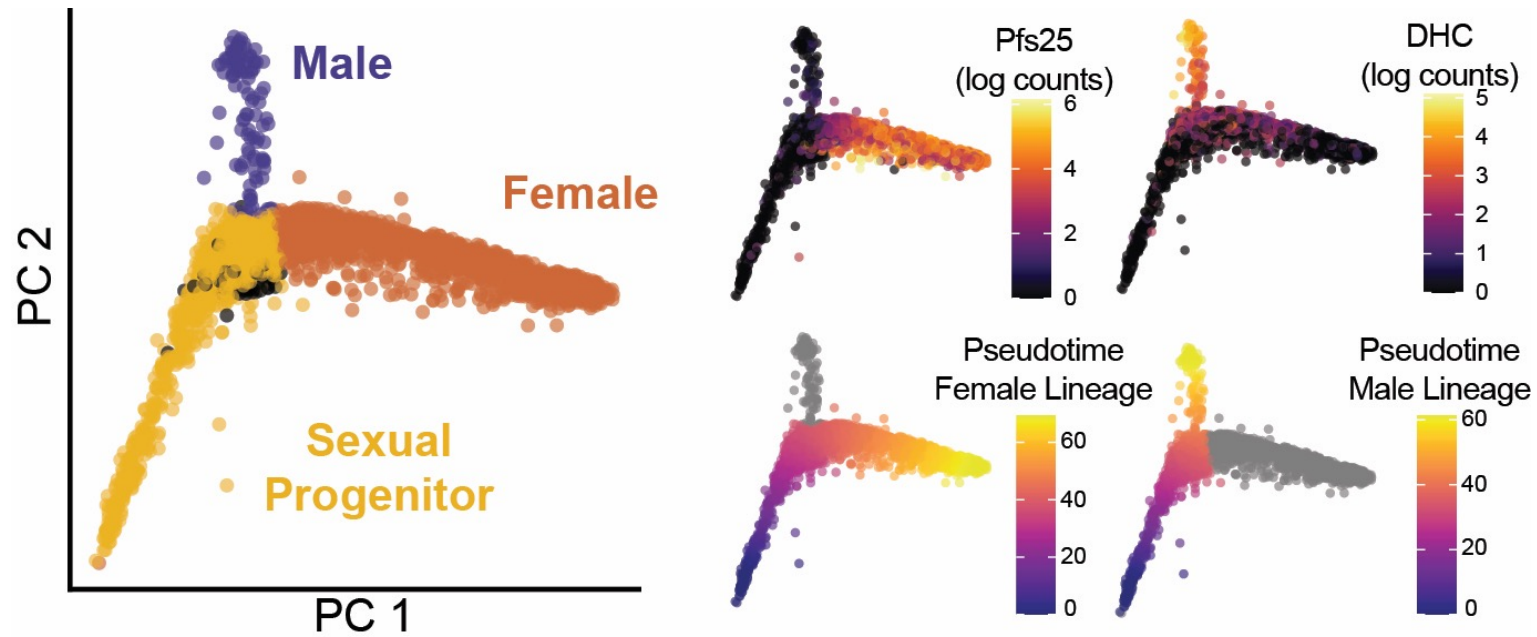 Male
Female
Sexual
Progenitor
PC 2
PC 1
Pfs25
(log counts)
6
4
2
0
DHC
(log counts)
5
4
3
2
1
0
Pseudotime
Female Lineage
60
40
20
0
Pseudotime
Male Lineage
60
40
20
0